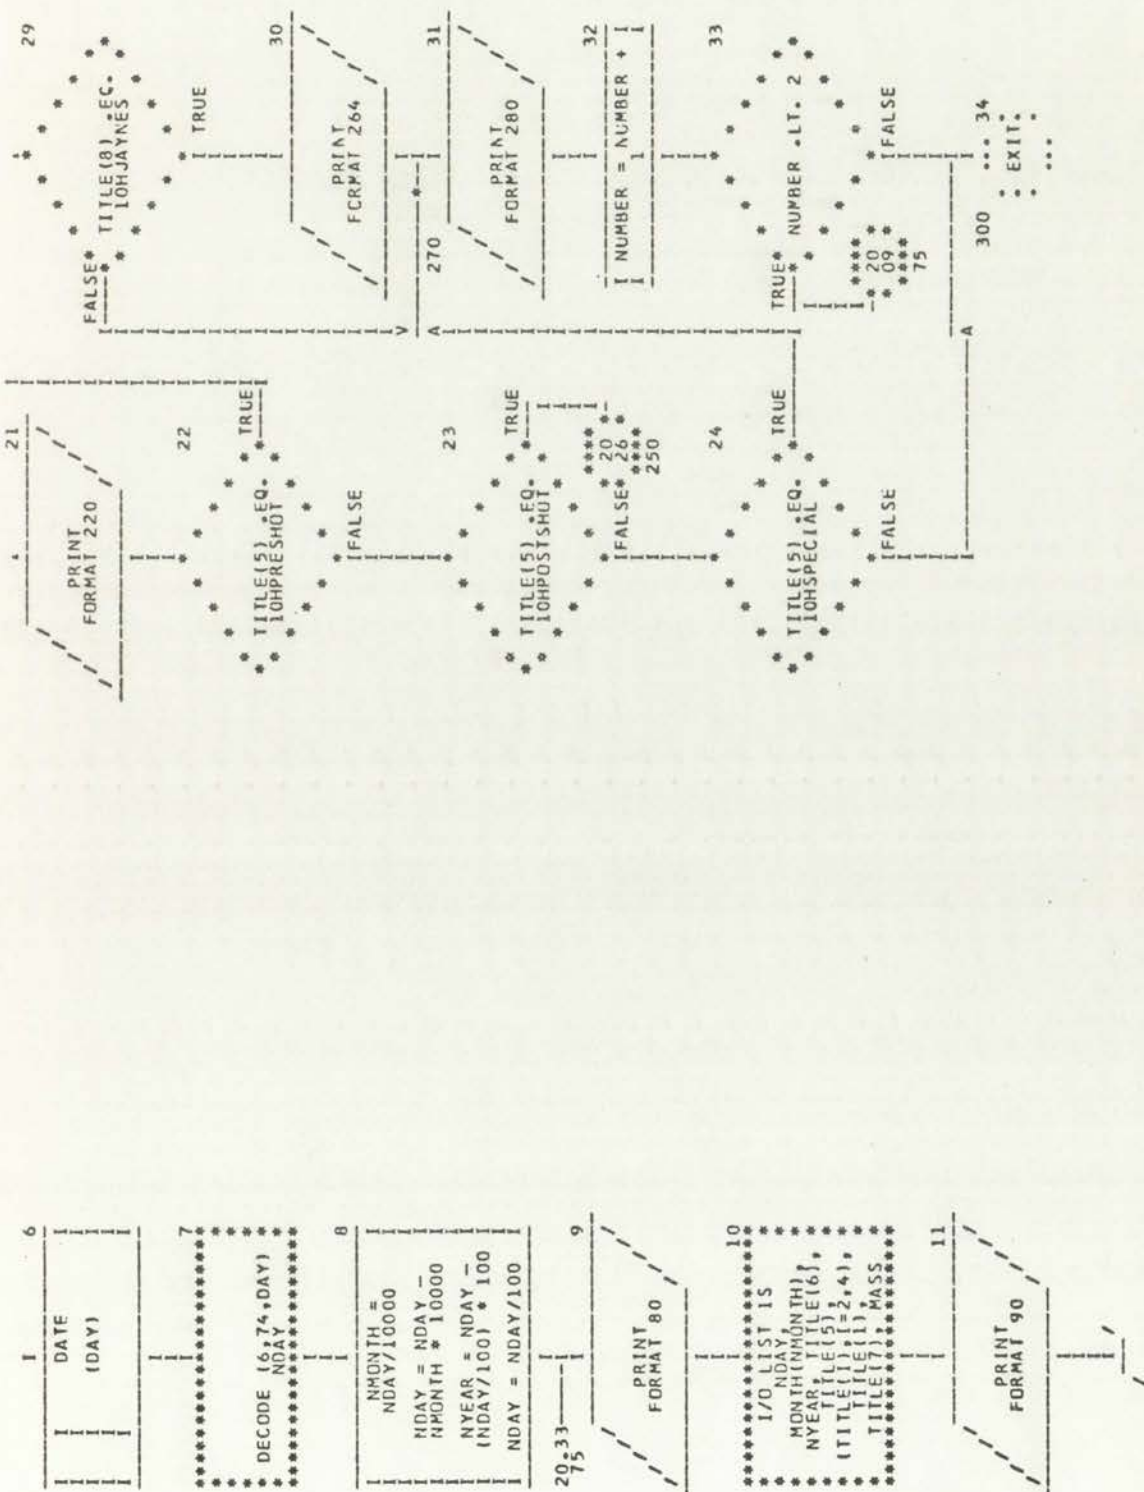 6
DATE
(DAY)
7
DECODE (6,74,DAY)
NDAY
8
NMONTH =
NDAY/10000
NDAY = NDAY -
NMONTH * 10000
NYEAR = NDAY -
(NDAY/100) * 100
NDAY = NDAY/100
20.33
75
9
PRINT
FORMAT 80
10
I/O LIST IS
NDAY,
MONTH(NMONTH),
NYEAR, TITLE(6),
TITLE(5),
(TITLE(I),I=2,4),
TITLE(1),
TITLE(7), MASS
11
PRINT
FORMAT 90
21
PRINT
FORMAT 220
22
TITLE(5) .EQ.
10HPRESHOT
TRUE
FALSE
23
TITLE(5) .EQ.
10HPOSTSHOT
TRUE
20
26
250
FALSE
24
TITLE(5) .EQ.
10HSPECIAL
TRUE
FALSE
A
29
TITLE(8) .EQ.
10HJAYNES
FALSE
TRUE
30
PRINT
FORMAT 264
V
270
A
31
PRINT
FORMAT 280
32
NUMBER = NUMBER +
1
33
NUMBER .LT. 2
TRUE
20
09
75
FALSE
300
34
EXIT